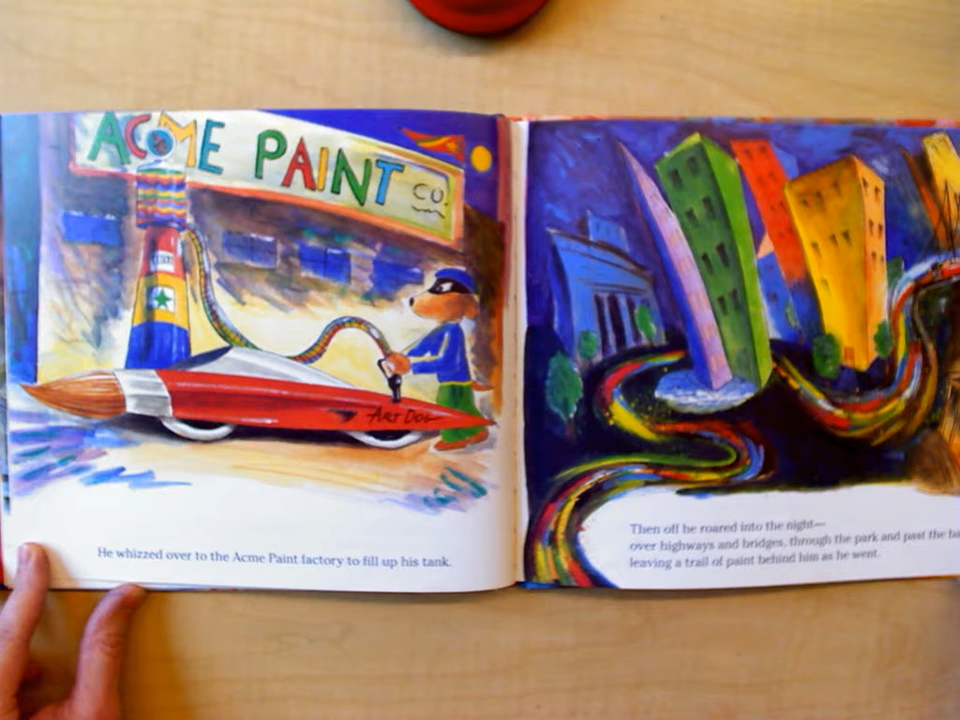 ACME PAINT CO.
ART DOG
He whizzed over to the Acme Paint factory to fill up his tank.
Then off he roared into the night—
over highways and bridges, through the park and past the
leaving a trail of paint behind him as he went.